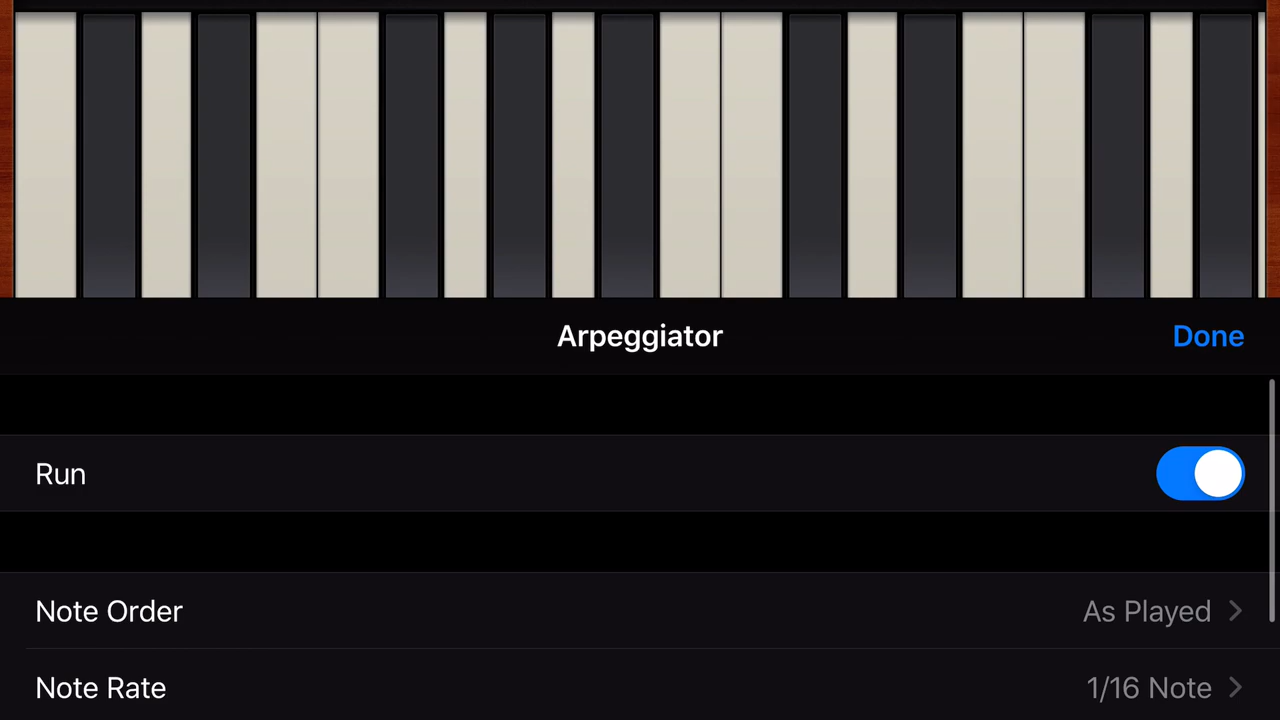 Arpeggiator
Done
Run
Note Order
As Played
Note Rate
1/16 Note